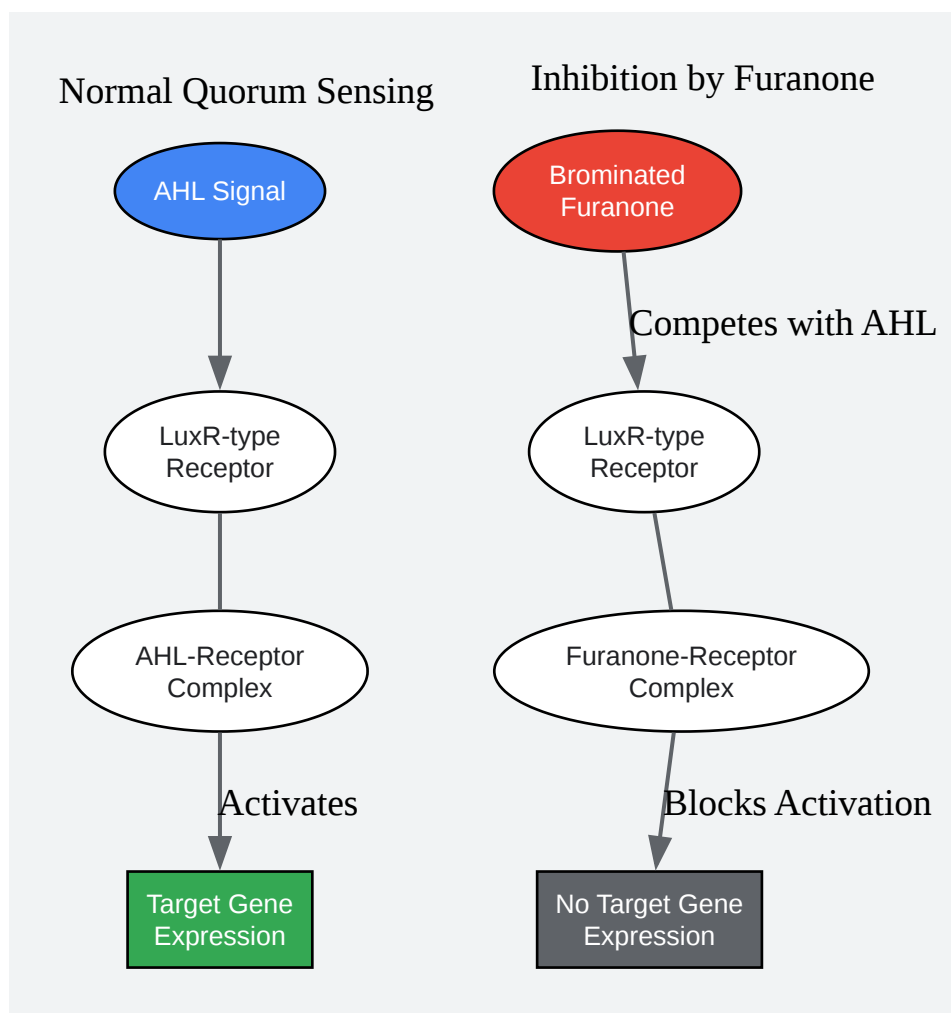 Normal Quorum Sensing
AHL Signal
LuxR-type
Receptor
AHL-Receptor
Complex
Activates
Target Gene
Expression
Inhibition by Furanone
Brominated
Furanone
Competes with AHL
LuxR-type
Receptor
Furanone-Receptor
Complex
Blocks Activation
No Target Gene
Expression